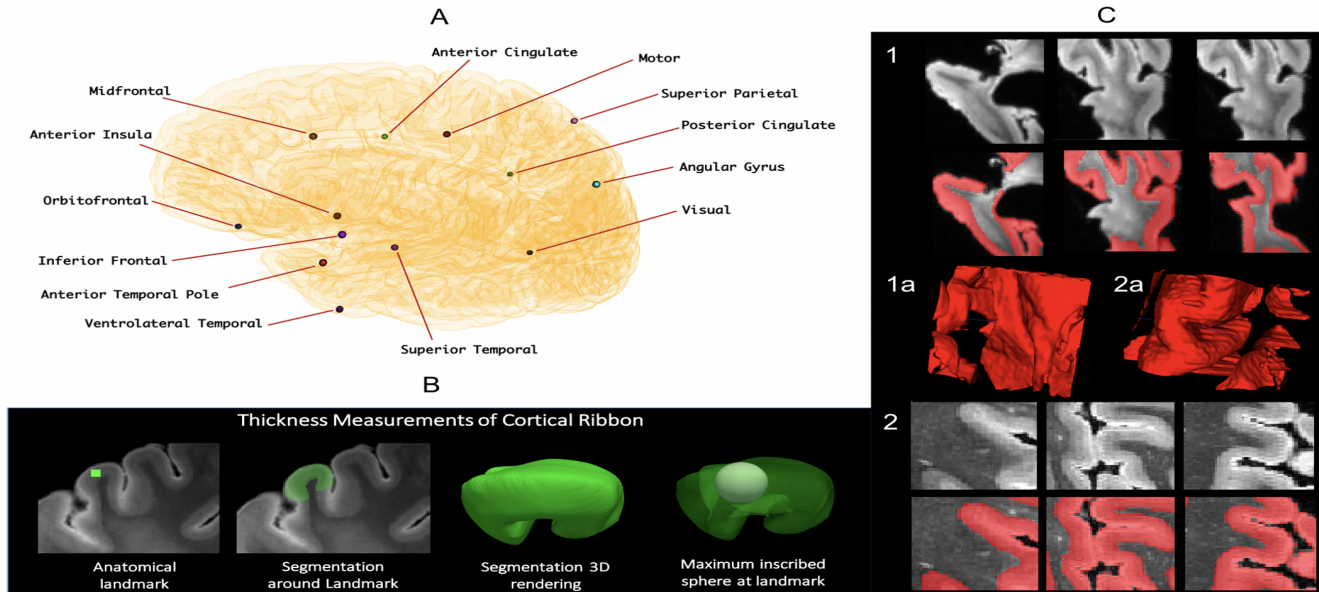 A
Anterior Cingulate
Motor
Midfrontal
Superior Parietal
Anterior Insula
Posterior Cingulate
Angular Gyrus
Orbitofrontal
Visual
Inferior Frontal
Anterior Temporal Pole
Ventrolateral Temporal
Superior Temporal
B
Thickness Measurements of Cortical Ribbon
Anatomical
landmark
Segmentation
around Landmark
Segmentation 3D
rendering
Maximum inscribed
sphere at landmark
C
1
1a
2a
2